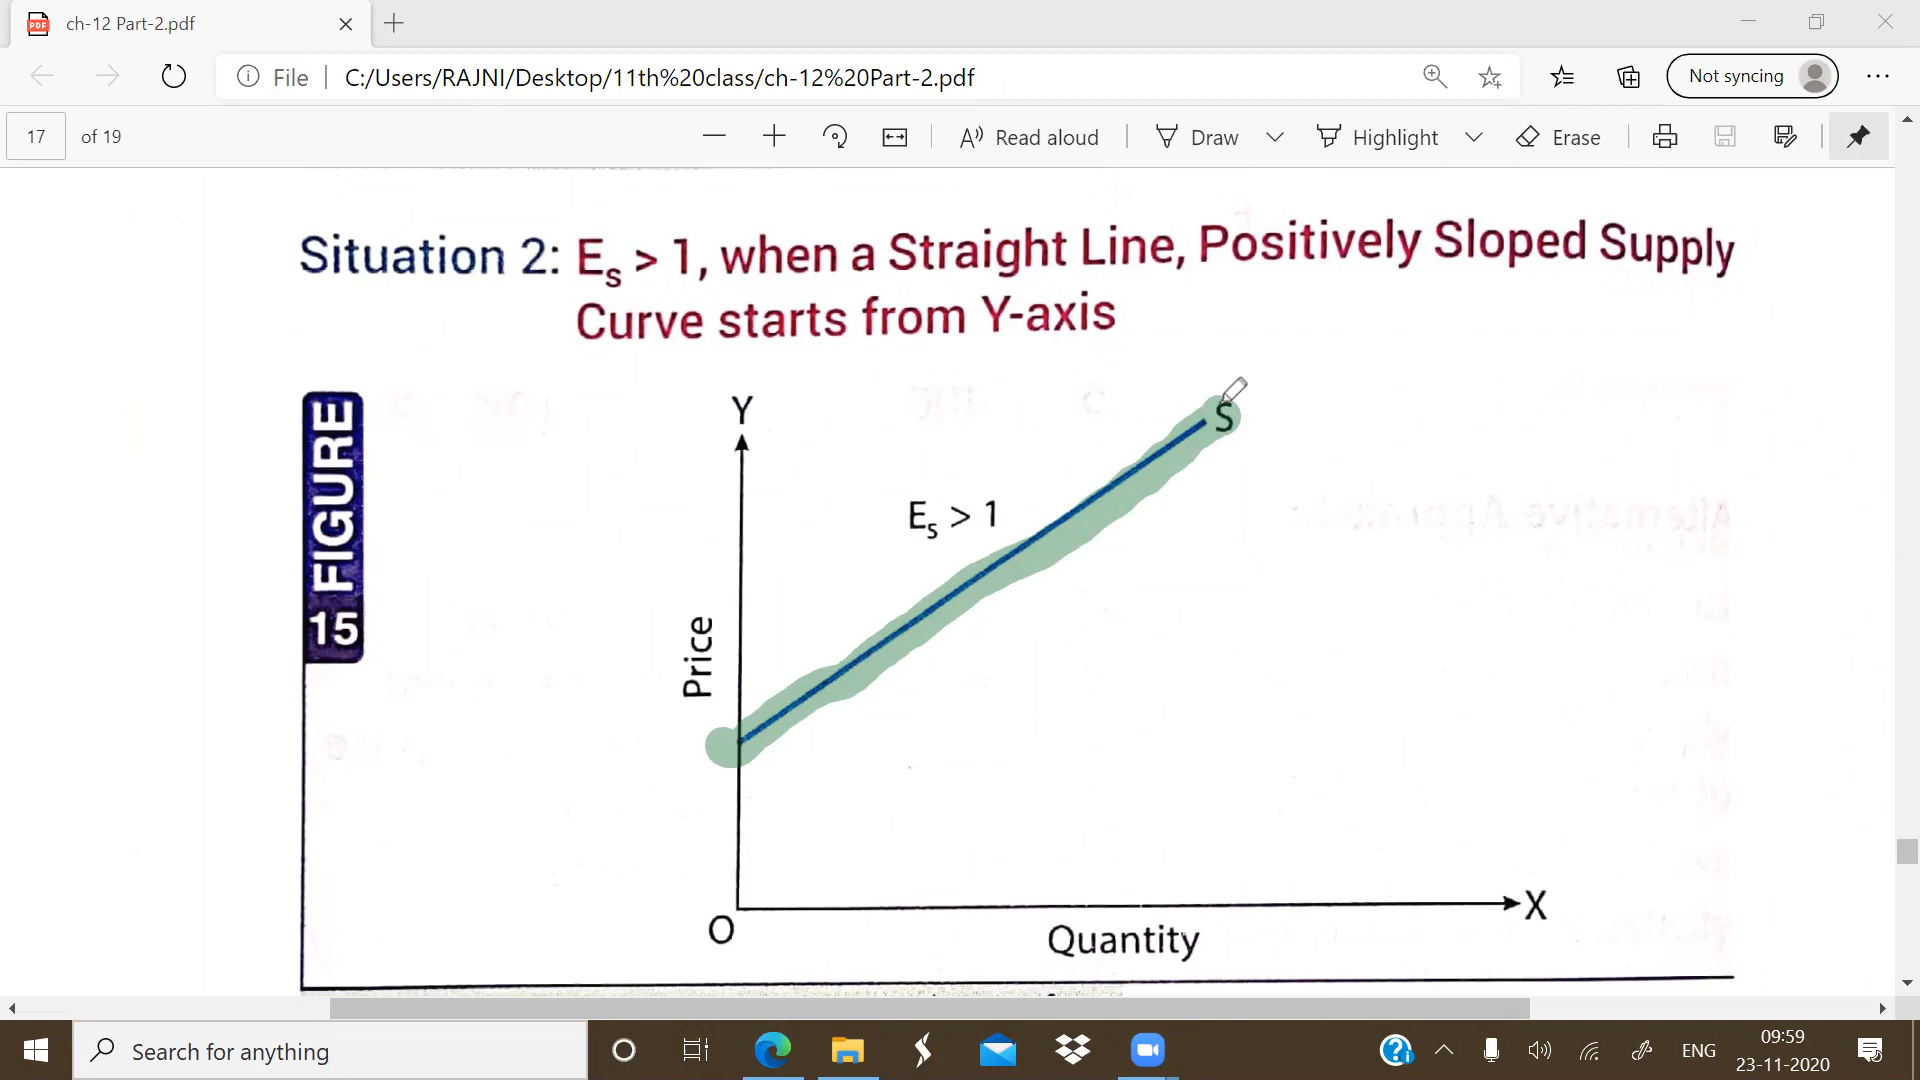 ch-12 Part-2.pdf
File C:/Users/RAJNI/Desktop/11th%20class/ch-12%20Part-2.pdf
Not syncing
17 of 19
Read aloud
Draw
Highlight
Erase
Situation 2: Es > 1, when a Straight Line, Positively Sloped Supply
Curve starts from Y-axis
FIGURE 15
Y
S
Es > 1
Price
O
X
Quantity
Search for anything
ENG
09:59
23-11-2020